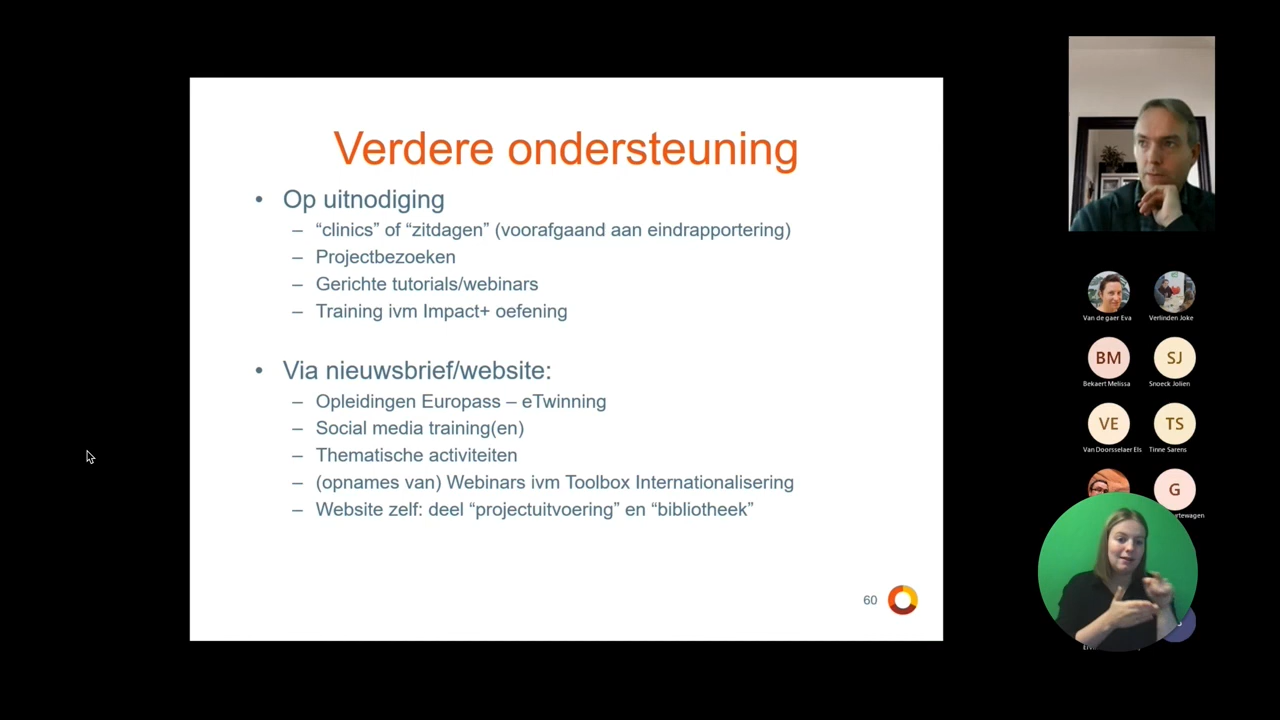 Verdere ondersteuning
• Op uitnodiging
– “clinics” of “zitdagen” (voorafgaand aan eindrapportering)
– Projectbezoeken
– Gerichte tutorials/webinars
– Training ivm Impact+ oefening
• Via nieuwsbrief/website:
– Opleidingen Europass – eTwinning
– Social media training(en)
– Thematische activiteiten
– (opnames van) Webinars ivm Toolbox Internationalisering
– Website zelf: deel “projectuitvoering” en “bibliotheek”
60
Van de gaer Eva
Verlinden Joke
BM
SJ
Bekaert Melissa
Snoeck Jolien
VE
TS
Van Doorsselaer Els
Tinne Sarens
G